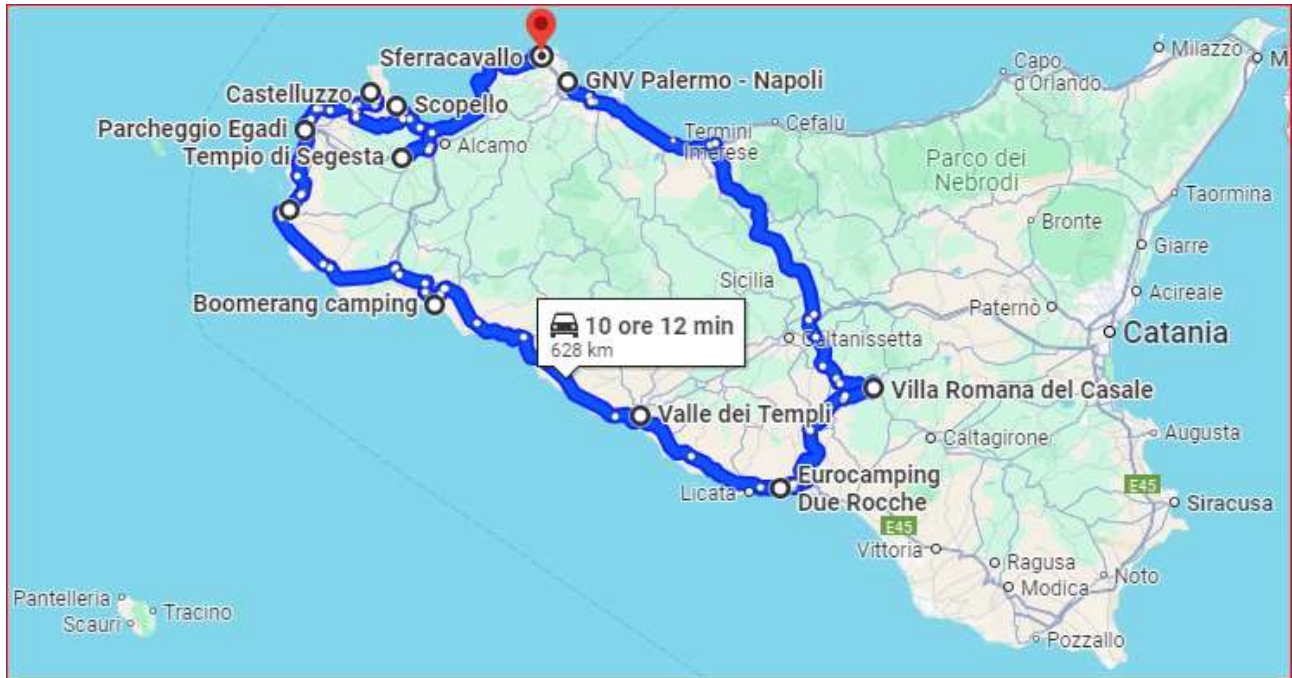 Sferracavallo
GNV Palermo - Napoli
Castelluzzo
Scopello
Parcheggio Egadi
Tempio di Segesta
Alcamo
Termini
Imerese
Cefalù
Capo
d'Orlando
Milazzo
M
Parco dei
Nebrodi
Taormina
Bronte
Giarre
Sicilia
Paternò
Acireale
Boomerang camping
10 ore 12 min
628 km
Caltanissetta
Catania
Villa Romana del Casale
Valle dei Templi
Caltagirone
Augusta
Eurocamping
Due Rocche
Licata
E45
Siracusa
E45
Vittoria
Ragusa
Modica
Noto
Pantelleria
Scauri
Tracino
Pozzallo